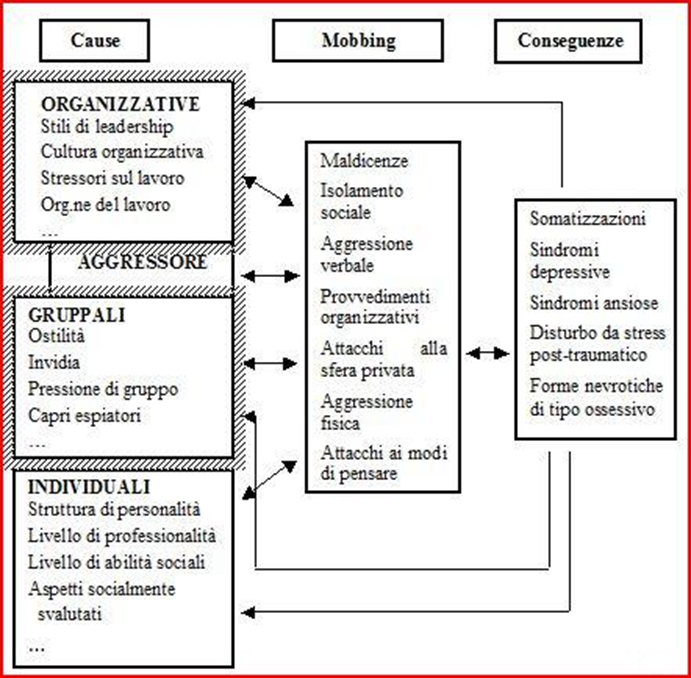 Cause
Mobbing
Conseguenze
ORGANIZZATIVE
Stili di leadership
Cultura organizzativa
Stressori sul lavoro
Org.ne del lavoro
...
AGGRESSORE
GRUPPALI
Ostilità
Invidia
Pressione di gruppo
Capri espiatori
...
INDIVIDUALI
Struttura di personalità
Livello di professionalità
Livello di abilità sociali
Aspetti socialmente
svalutati
...
Maldicenze
Isolamento
sociale
Aggressione
verbale
Provvedimenti
organizzativi
Attacchi alla
sfera privata
Aggressione
fisica
Attacchi ai modi
di pensare
Somatizzazioni
Sindromi
depressive
Sindromi ansiose
Disturbo da stress
post-traumatico
Forme nevrotiche
di tipo ossessivo